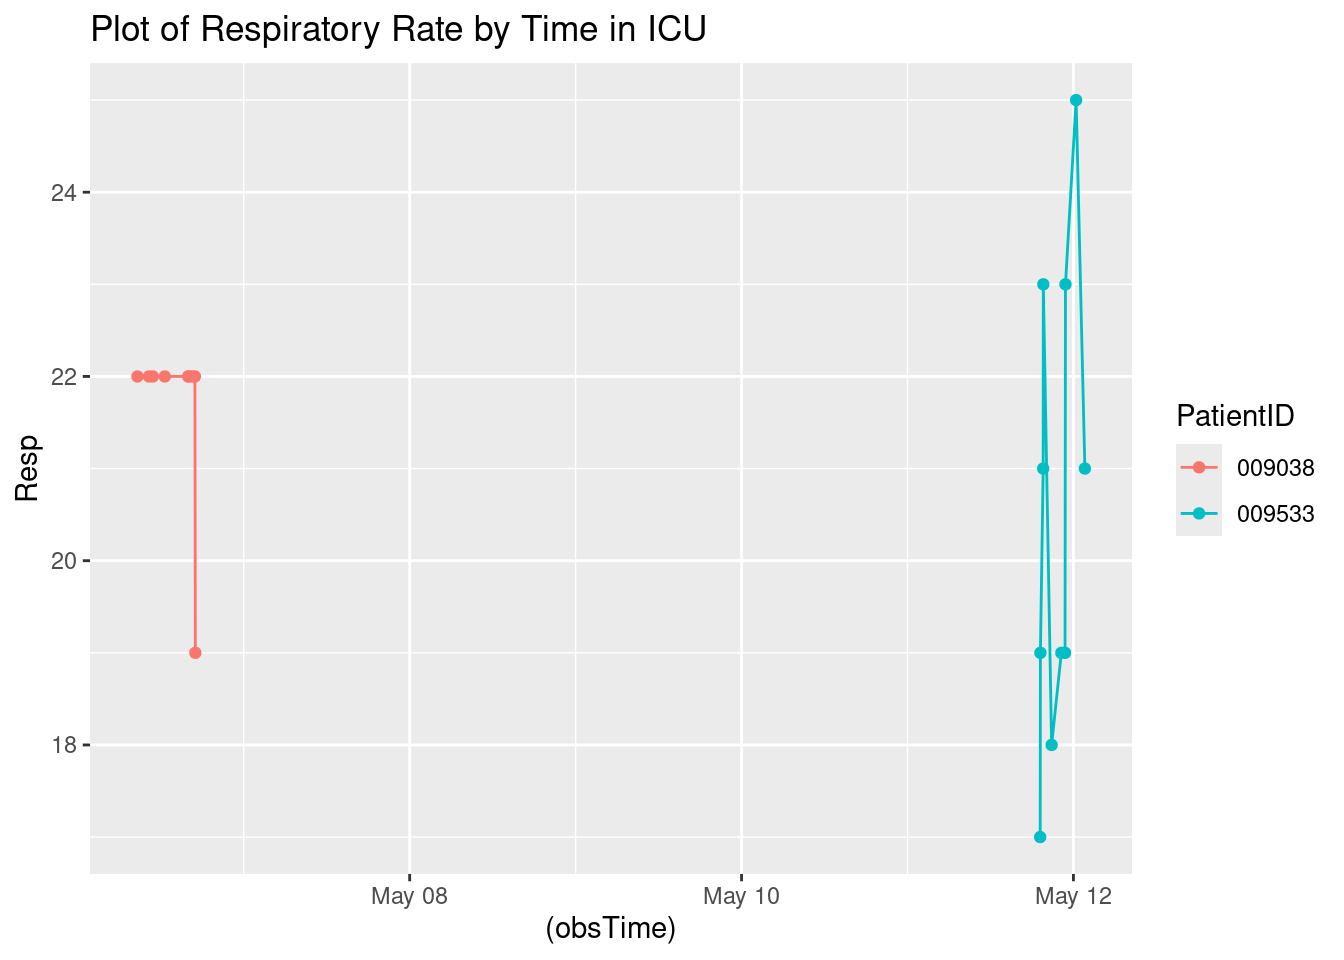 Plot of Respiratory Rate by Time in ICU
Resp
24
22
20
18
May 08
May 10
May 12
(obsTime)
PatientID
009038
009533